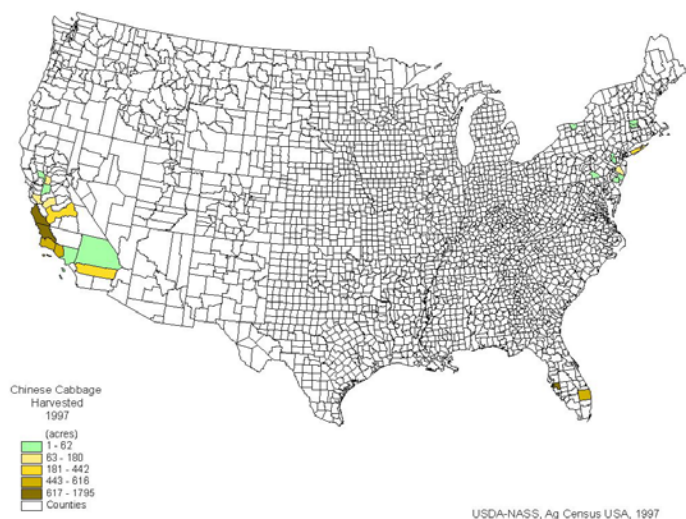 Chinese Cabbage
Harvested
1997
(acres)
1 - 62
63 - 180
181 - 442
443 - 616
617 - 1795
Counties
USDA-NASS, Ag Census USA, 1997